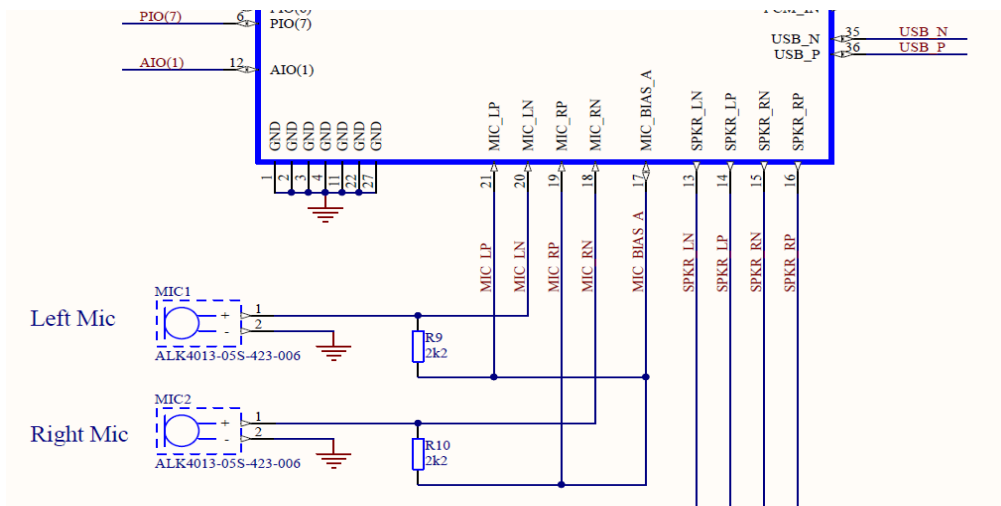 PIO(7)
6
PIO(7)
AIO(1)
12
AIO(1)
USB_N
35
USB_N
USB_P
36
USB_P
GND
GND
GND
GND
GND
GND
GND
MIC_LP
MIC_LN
MIC_RP
MIC_RN
MIC_BIAS_A
SPKR_LN
SPKR_LP
SPKR_RN
SPKR_RP
1
2
3
4
11
22
27
21
20
19
18
17
13
14
15
16
MIC_LP
MIC_LN
MIC_RP
MIC_RN
MIC_BIAS_A
SPKR_LN
SPKR_LP
SPKR_RN
SPKR_RP
Left Mic
MIC1
+
-
1
2
ALK4013-05S-423-006
R9
2k2
Right Mic
MIC2
+
-
1
2
ALK4013-05S-423-006
R10
2k2